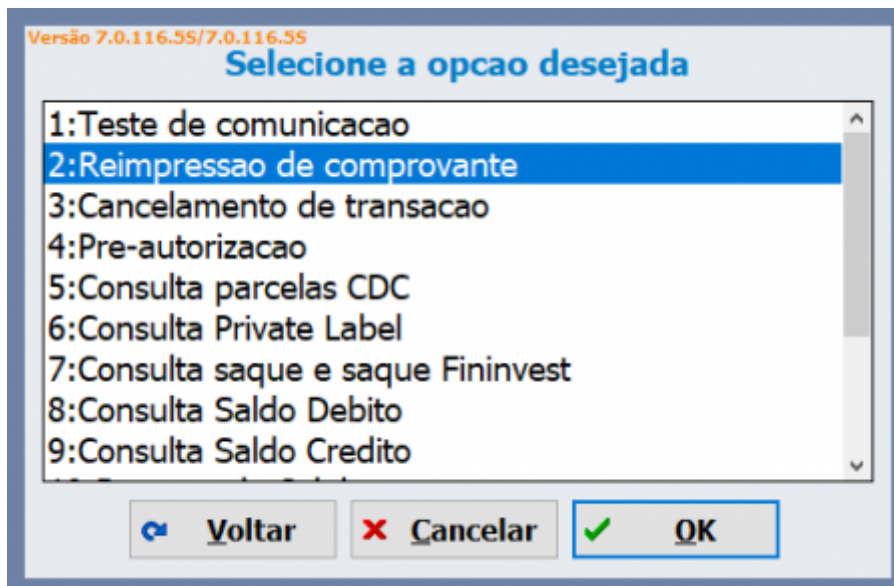 Versão 7.0.116.5S/7.0.116.5S
Selecione a opcao desejada
1:Teste de comunicacao
2:Reimpressao de comprovante
3:Cancelamento de transacao
4:Pre-autorizacao
5:Consulta parcelas CDC
6:Consulta Private Label
7:Consulta saque e saque Fininvest
8:Consulta Saldo Debito
9:Consulta Saldo Credito
Voltar Cancelar OK